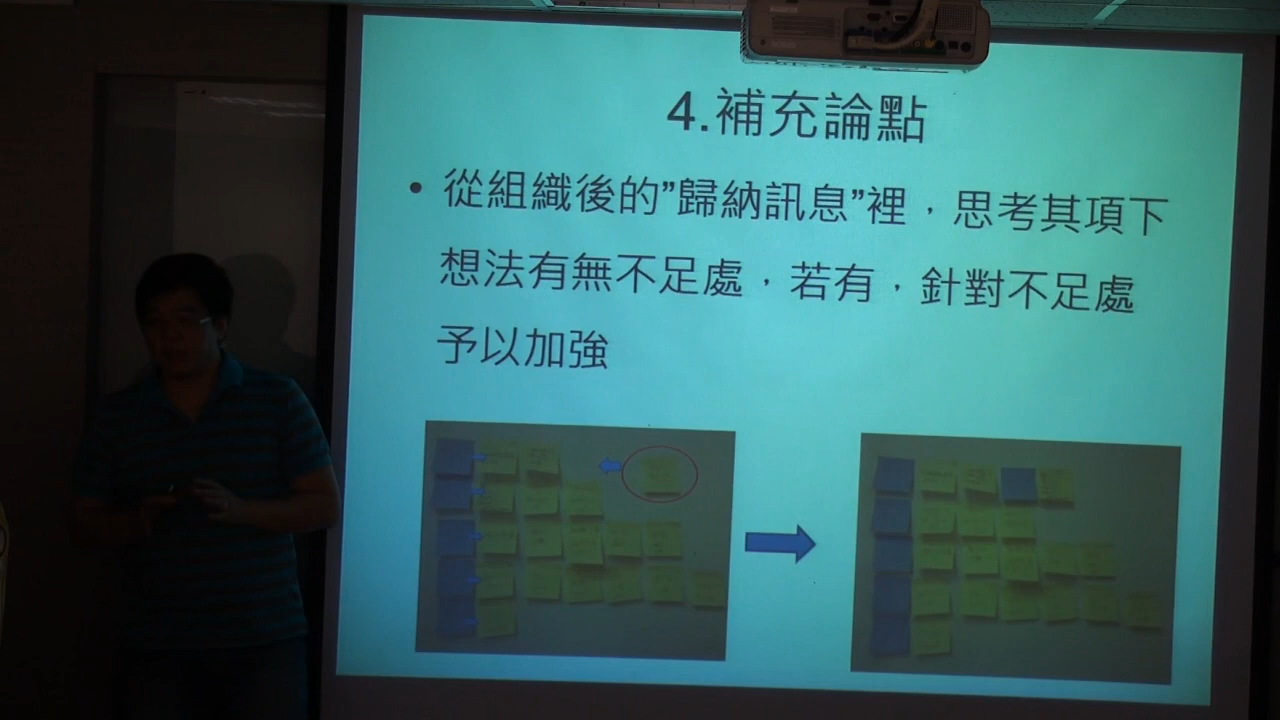 4.補充論點
• 從組織後的”歸納訊息”裡，思考其項下
想法有無不足處，若有，針對不足處
予以加強